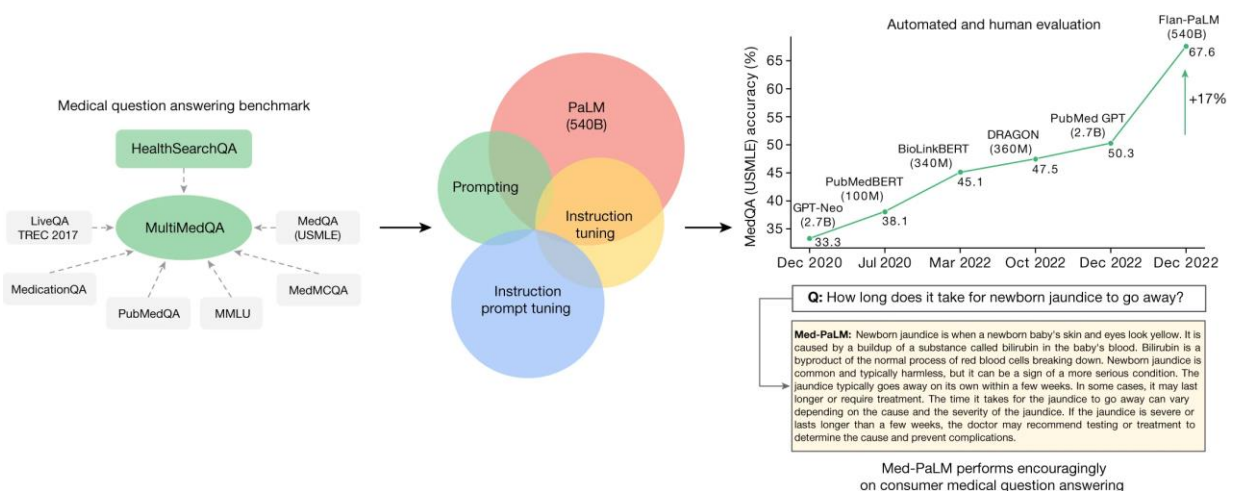 Medical question answering benchmark
HealthSearchQA
MultiMedQA
LiveQA
TREC 2017
MedQA
(USMLE)
MedicationQA
PubMedQA
MMLU
MedMCQA
PaLM
(540B)
Prompting
Instruction
tuning
Instruction
prompt tuning
Automated and human evaluation
MedQA (USMLE) accuracy (%)
65
60
55
50
45
40
35
GPT-Neo
(2.7B)
33.3
PubMedBERT
(100M)
38.1
BioLinkBERT
(340M)
45.1
DRAGON
(360M)
47.5
PubMed GPT
(2.7B)
50.3
Flan-PaLM
(540B)
67.6
+17%
Dec 2020 Jul 2020 Mar 2022 Oct 2022 Dec 2022 Dec 2022
Q: How long does it take for newborn jaundice to go away?
Med-PaLM: Newborn jaundice is when a newborn baby's skin and eyes look yellow. It is
caused by a buildup of a substance called bilirubin in the baby's blood. Bilirubin is a
byproduct of the normal process of red blood cells breaking down. Newborn jaundice is
common and typically harmless, but it can be a sign of a more serious condition. The
jaundice typically goes away on its own within a few weeks. In some cases, it may last
longer or require treatment. The time it takes for the jaundice to go away can vary
depending on the cause and the severity of the jaundice. If the jaundice is severe or
lasts longer than a few weeks, the doctor may recommend testing or treatment to
determine the cause and prevent complications.
Med-PaLM performs encouragingly
on consumer medical question answering